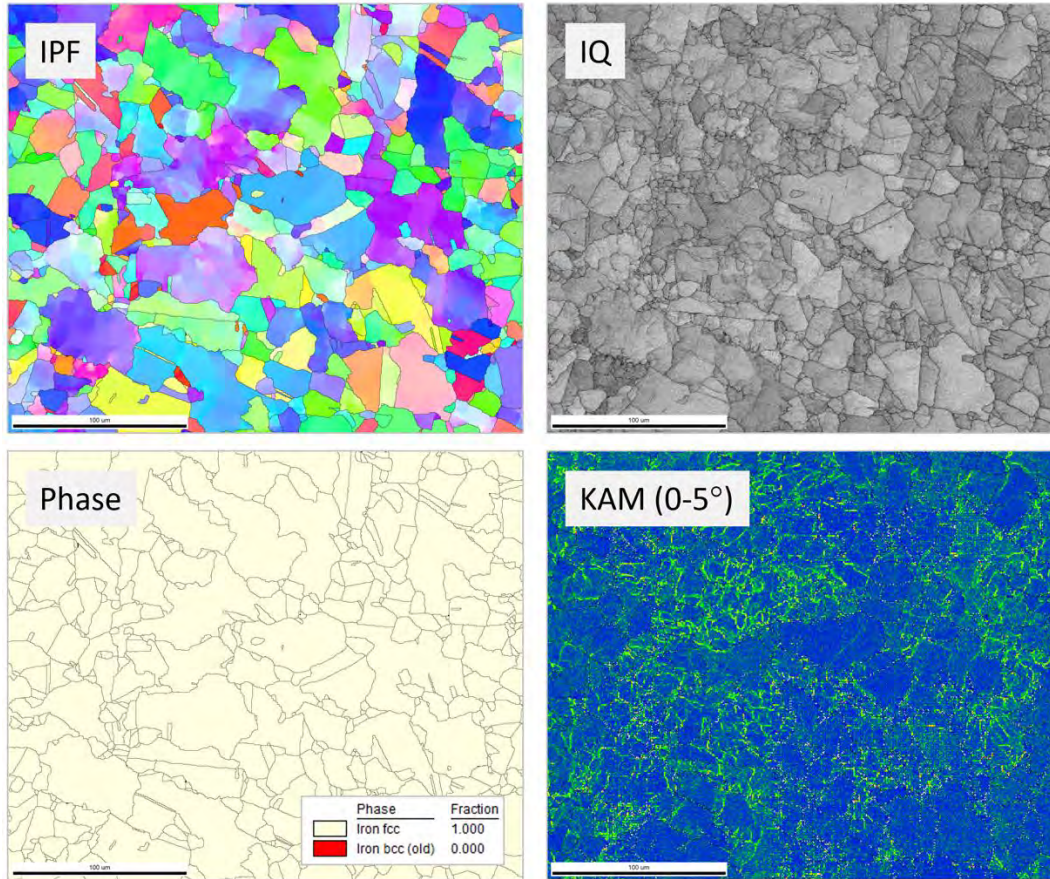 IPF
IQ
100 um
100 um
Phase
KAM (0-5°)
Phase Fraction
Iron fcc 1.000
Iron bcc (old) 0.000
100 um
100 um